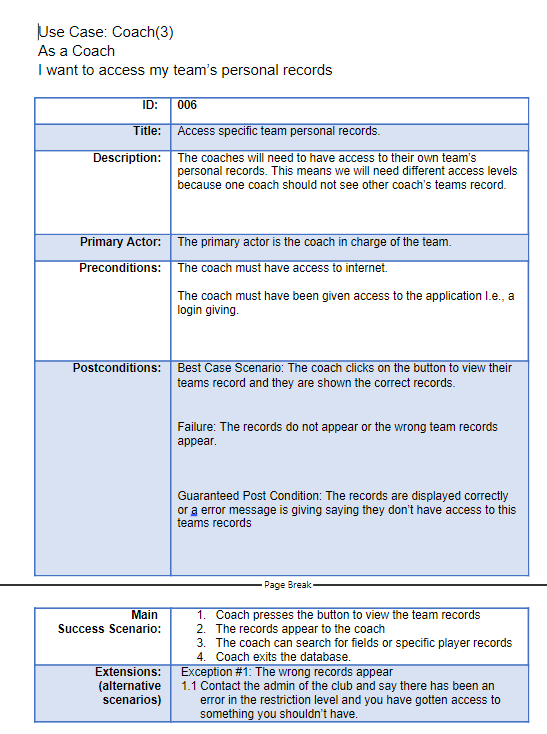 Use Case: Coach(3)
As a Coach
I want to access my team's personal records
ID: 006
Title: Access specific team personal records.
Description: The coaches will need to have access to their own team's
personal records. This means we will need different access levels
because one coach should not see other coach's teams record.
Primary Actor: The primary actor is the coach in charge of the team.
Preconditions: The coach must have access to internet.
The coach must have been given access to the application I.e., a
login giving.
Postconditions: Best Case Scenario: The coach clicks on the button to view their
teams record and they are shown the correct records.
Failure: The records do not appear or the wrong team records
appear.
Guaranteed Post Condition: The records are displayed correctly
or a error message is giving saying they don't have access to this
teams records
Page Break
Main 1. Coach presses the button to view the team records
Success Scenario: 2. The records appear to the coach
3. The coach can search for fields or specific player records
4. Coach exits the database.
Extensions: Exception #1: The wrong records appear
(alternative 1.1 Contact the admin of the club and say there has been an
scenarios) error in the restriction level and you have gotten access to
something you shouldn't have.